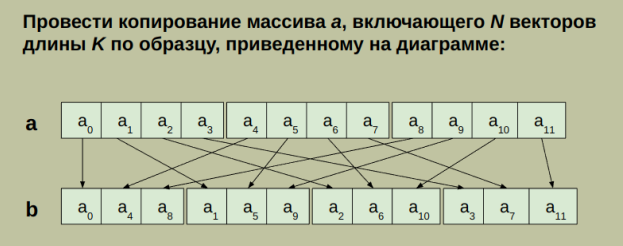 Провести копирование массива a, включающего N векторов
длины K по образцу, приведенному на диаграмме:
a a0 a1 a2 a3 a4 a5 a6 a7 a8 a9 a10 a11
b a0 a4 a8 a1 a5 a9 a2 a6 a10 a3 a7 a11